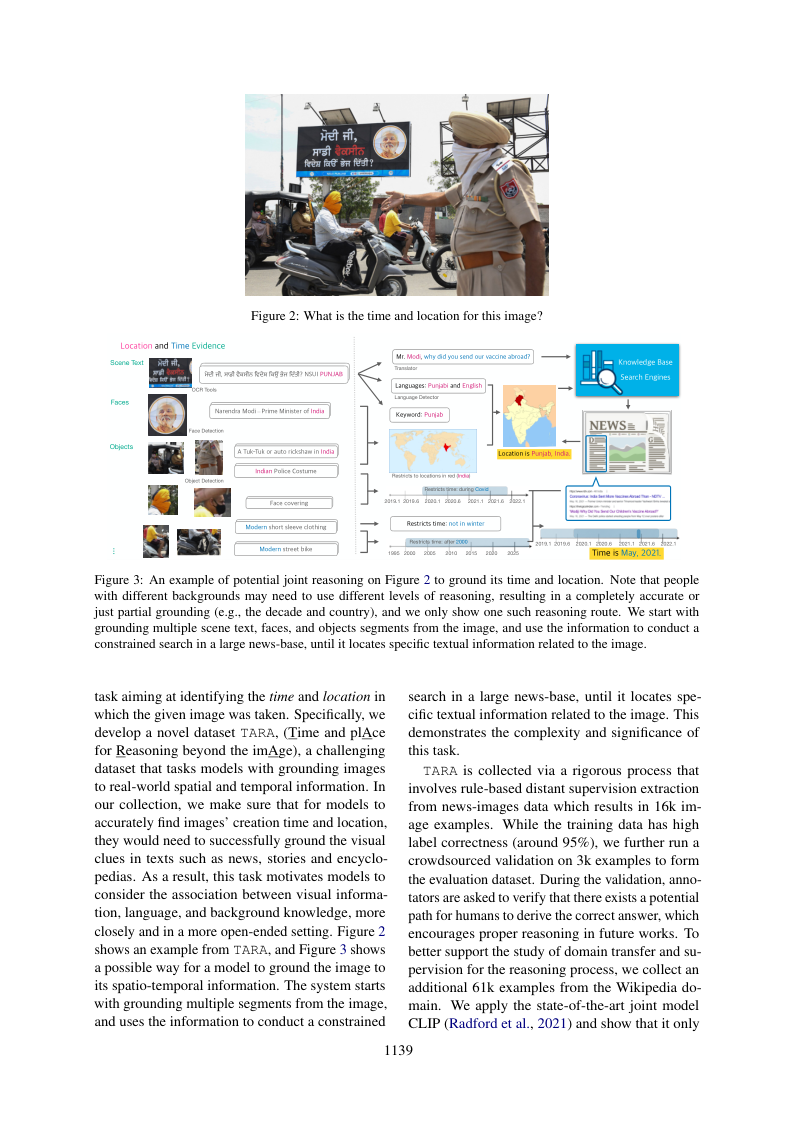 ਮੋਦੀ ਜੀ,
ਸਾਡੀ ਵੈਕਸੀਨ
ਵਿਦੇਸ਼ ਕਿਉਂ ਭੇਜ ਦਿੱਤੀ?
Figure 2: What is the time and location for this image?
Location and Time Evidence
Scene Text
ਮੋਦੀ ਜੀ,
ਸਾਡੀ ਵੈਕਸੀਨ
ਵਿਦੇਸ਼ ਕਿਉਂ ਭੇਜ ਦਿੱਤੀ?
ਮੋਦੀ ਜੀ, ਸਾਡੀ ਵੈਕਸੀਨ ਵਿਦੇਸ਼ ਕਿਉਂ ਭੇਜ ਦਿੱਤੀ? NSUI PUNJAB
OCR Tools
Faces
Narendra Modi - Prime Minister of India
Face Detection
Objects
A Tuk-Tuk or auto rickshaw in India
Indian Police Costume
Object Detection
Face covering
Modern short sleeve clothing
Modern street bike
Mr. Modi, why did you send our vaccine abroad?
Translator
Languages: Punjabi and English
Language Detector
Keyword: Punjab
Restricts to locations in red (India)
Restricts time: during Covid
2019.1 2019.6 2020.1 2020.6 2021.1 2021.6 2022.1
Restricts time: not in winter
Restricts time: after 2000
1995 2000 2005 2010 2015 2020 2025
Knowledge Base
Search Engines
Location is Punjab, India.
NEWS
Coronavirus: India Sent More Vaccine Abroad Than - NDTV ...
2019.1 2019.6 2020.1 2020.6 2021.1 2021.6 2022.1
Time is May, 2021.
Figure 3: An example of potential joint reasoning on Figure 2 to ground its time and location. Note that people
with different backgrounds may need to use different levels of reasoning, resulting in a completely accurate or
just partial grounding (e.g., the decade and country), and we only show one such reasoning route. We start with
grounding multiple scene text, faces, and objects segments from the image, and use the information to conduct a
constrained search in a large news-base, until it locates specific textual information related to the image.
task aiming at identifying the time and location in
which the given image was taken. Specifically, we
develop a novel dataset TARA, (Time and plAce
for Reasoning beyond the imAge), a challenging
dataset that tasks models with grounding images
to real-world spatial and temporal information. In
our collection, we make sure that for models to
accurately find images' creation time and location,
they would need to successfully ground the visual
clues in texts such as news, stories and encyclo-
pedias. As a result, this task motivates models to
consider the association between visual informa-
tion, language, and background knowledge, more
closely and in a more open-ended setting. Figure 2
shows an example from TARA, and Figure 3 shows
a possible way for a model to ground the image to
its spatio-temporal information. The system starts
with grounding multiple segments from the image,
and uses the information to conduct a constrained
search in a large news-base, until it locates spe-
cific textual information related to the image. This
demonstrates the complexity and significance of
this task.
TARA is collected via a rigorous process that
involves rule-based distant supervision extraction
from news-images data which results in 16k im-
age examples. While the training data has high
label correctness (around 95%), we further run a
crowdsourced validation on 3k examples to form
the evaluation dataset. During the validation, anno-
tators are asked to verify that there exists a potential
path for humans to derive the correct answer, which
encourages proper reasoning in future works. To
better support the study of domain transfer and su-
pervision for the reasoning process, we collect an
additional 61k examples from the Wikipedia do-
main. We apply the state-of-the-art joint model
CLIP (Radford et al., 2021) and show that it only
1139